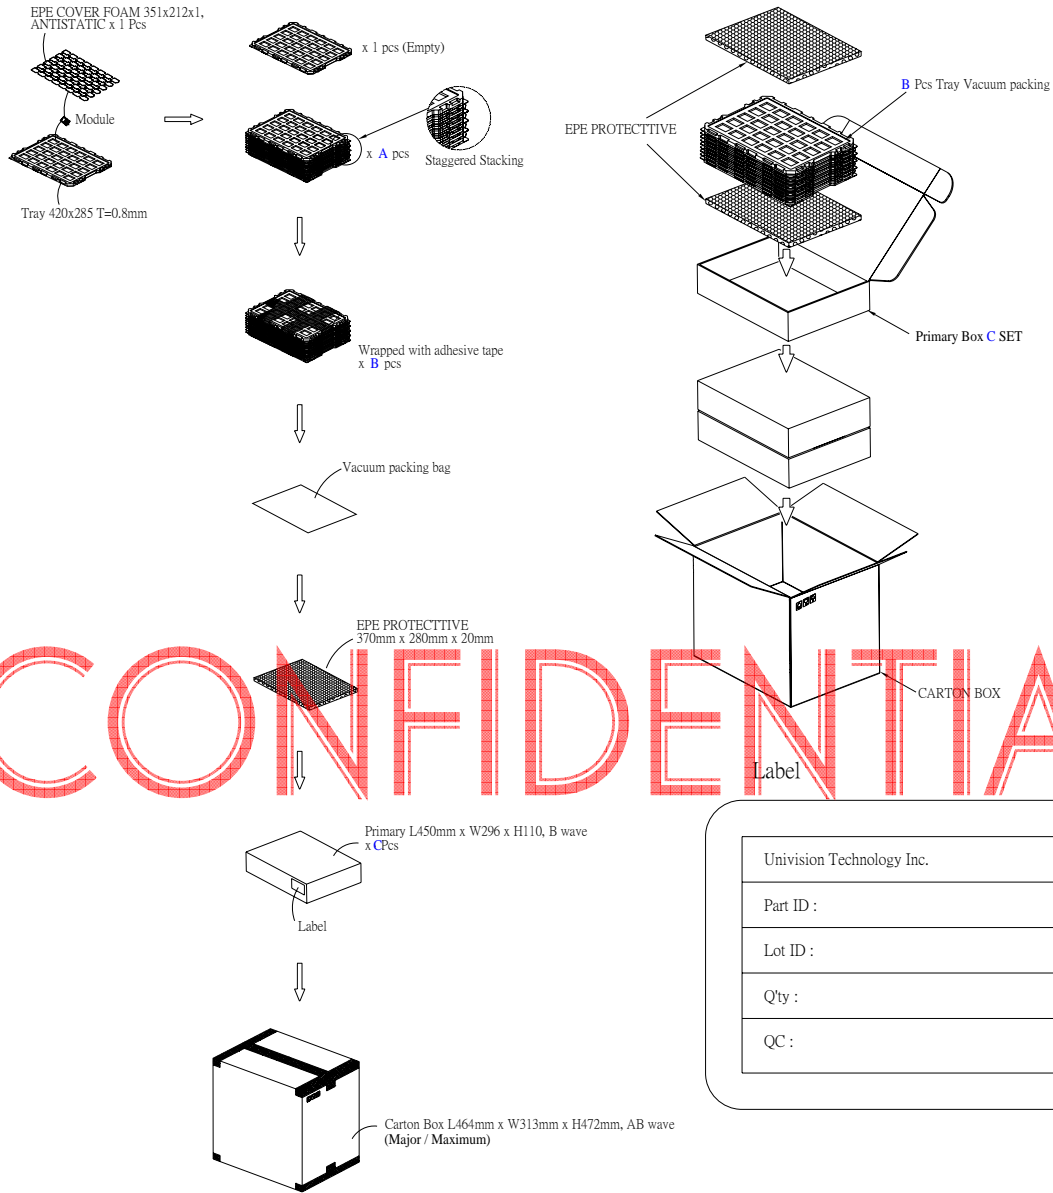 EPE COVER FOAM 351x212x1,
ANTISTATIC x 1 Pcs
Module
Tray 420x285 T=0.8mm
x 1 pcs (Empty)
x A pcs
Staggered Stacking
Wrapped with adhesive tape
x B pcs
Vacuum packing bag
EPE PROTECTTIVE
370mm x 280mm x 20mm
Primary L450mm x W296 x H110, B wave
x CPcs
Label
Carton Box L464mm x W313mm x H472mm, AB wave
(Major / Maximum)
B Pcs Tray Vacuum packing
EPE PROTECTTIVE
Primary Box C SET
CARTON BOX
CONFIDENTIA
Label
Univision Technology Inc.
Part ID :
Lot ID :
Q'ty :
QC :